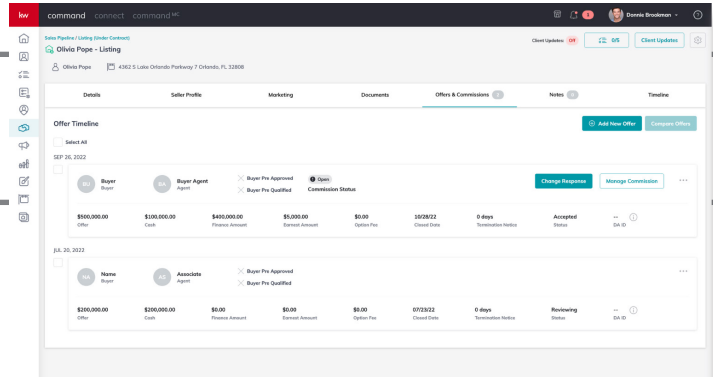 kw command connect command MC 1 Donnie Brookman
Sales Pipeline / Listing (Under Contract)
Olivia Pope - Listing
Client Updates: Off 0/5 Client Updates
Olivia Pope 4362 S Lake Orlando Parkway 7 Orlando, FL 32808
Details Seller Profile Marketing Documents Offers & Commissions Notes Timeline
Offer Timeline
Add New Offer Compare Offers
Select All
SEP 26, 2022
BU Buyer BA Buyer Agent Buyer Pre Approved Open Change Response Manage Commission ...
Buyer Agent Buyer Pre Qualified Commission Status
$500,000.00 $100,000.00 $400,000.00 $5,000.00 $0.00 10/28/22 0 days Accepted --
Offer Cash Finance Amount Earnest Amount Option Fee Closed Date Termination Notice Status DA ID
JUL 20, 2022
NA Name AS Associate Buyer Pre Approved ...
Buyer Agent Buyer Pre Qualified
$200,000.00 $200,000.00 $0.00 $0.00 $0.00 07/23/22 0 days Reviewing --
Offer Cash Finance Amount Earnest Amount Option Fee Closed Date Termination Notice Status DA ID